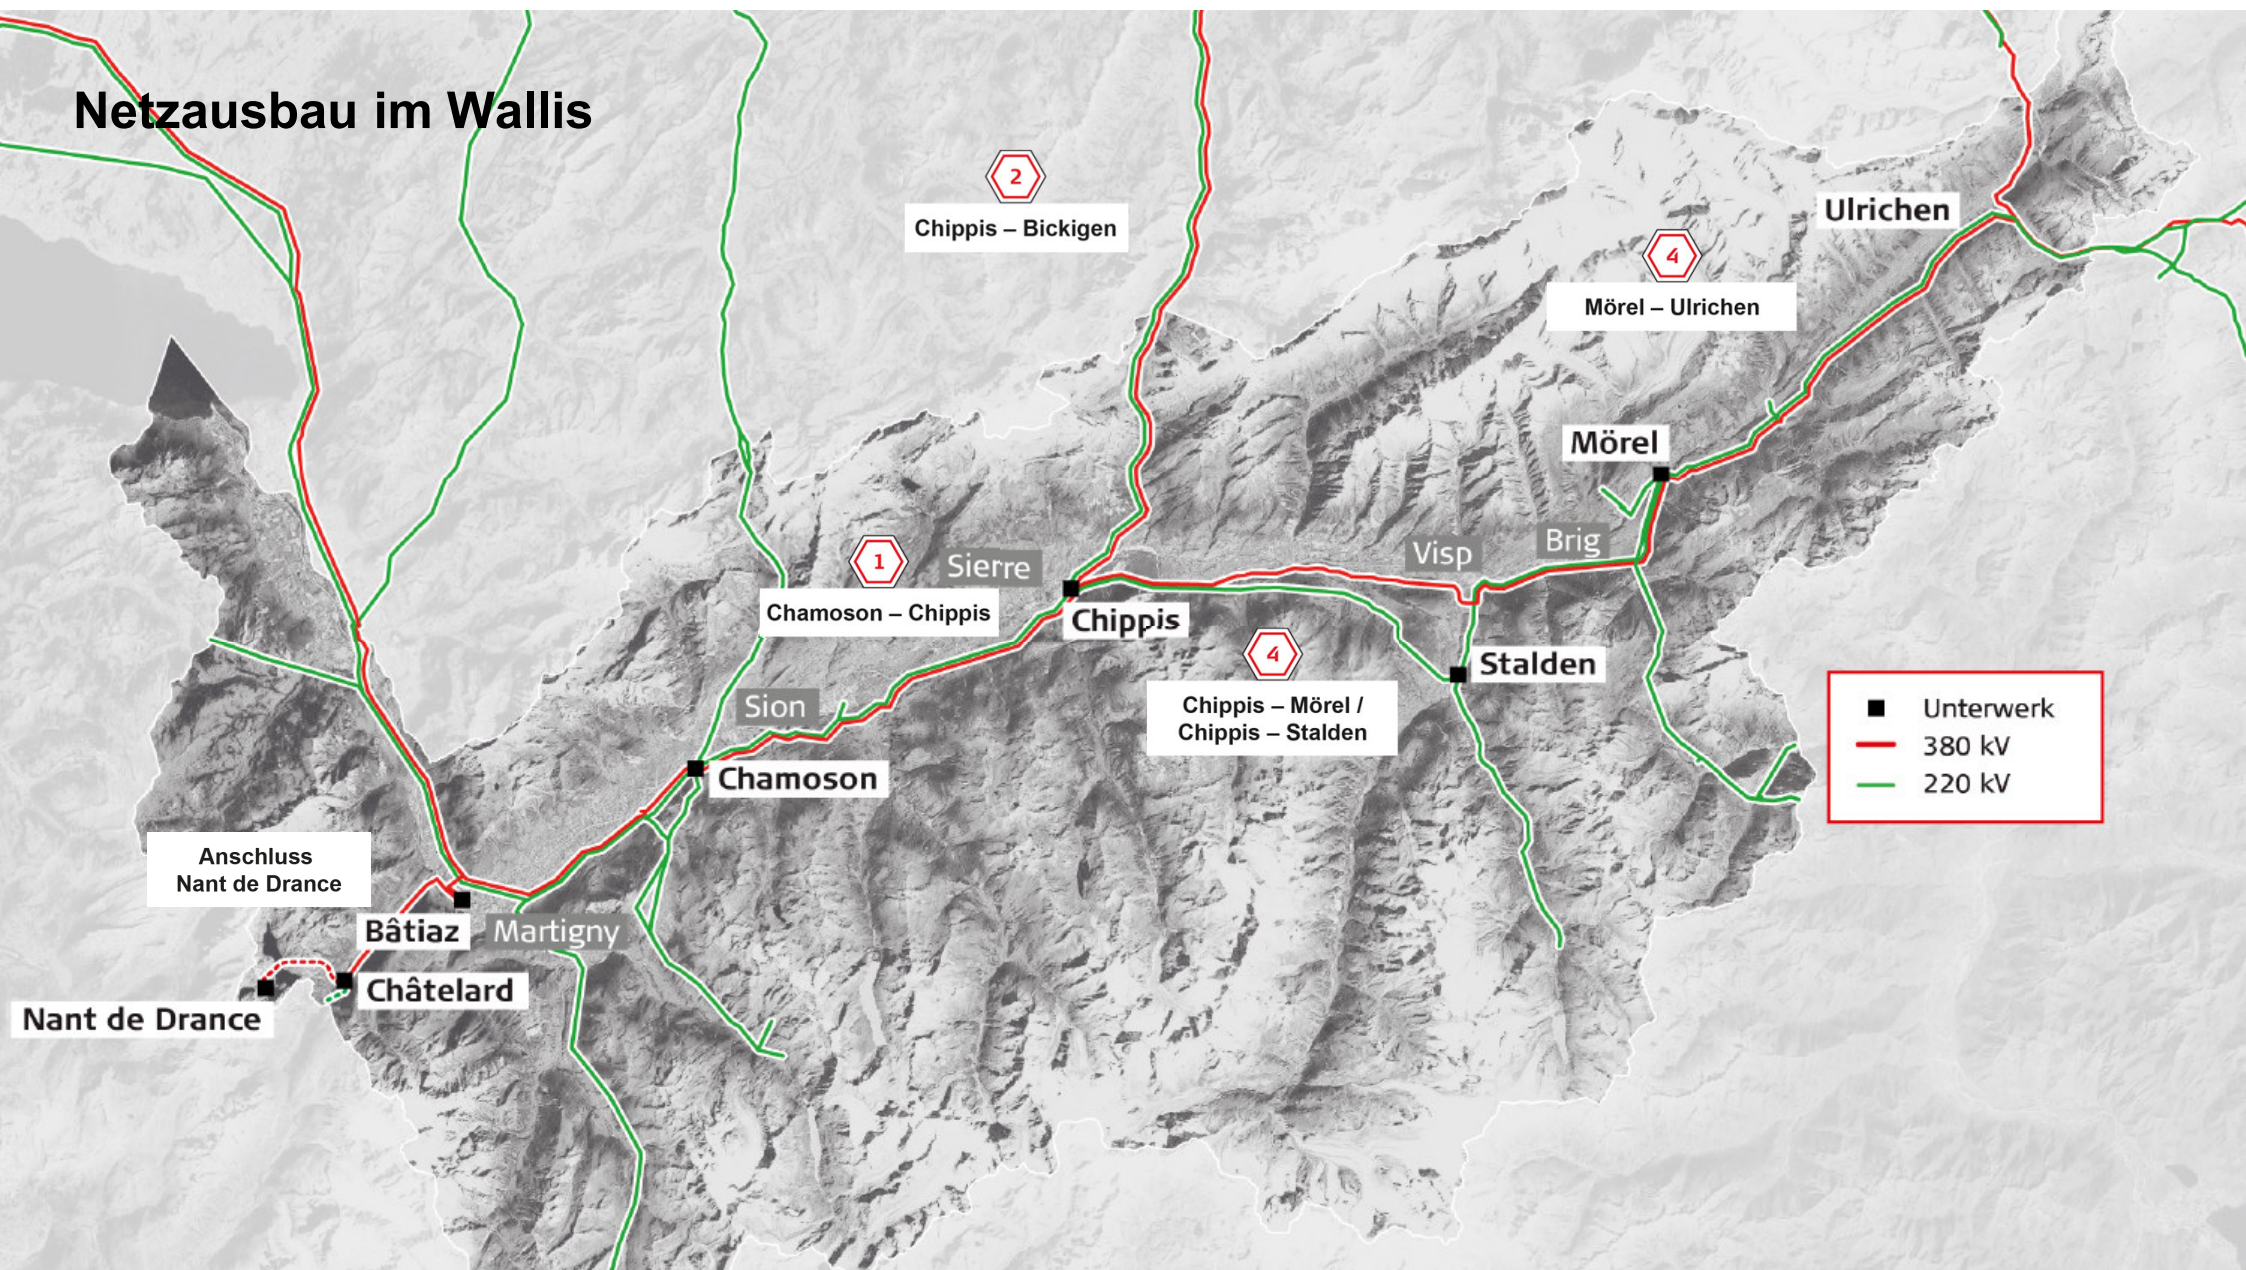 Netzausbau im Wallis
2
Chippis – Bickigen
Ulrichen
4
Mörel – Ulrichen
Mörel
Brig
Visp
1
Sierre
Chamoson – Chippis
Chippis
4
Stalden
Chippis – Mörel /
Chippis – Stalden
Sion
Chamoson
Unterwerk
380 kV
220 kV
Anschluss
Nant de Drance
Bâtiaz
Martigny
Châtelard
Nant de Drance